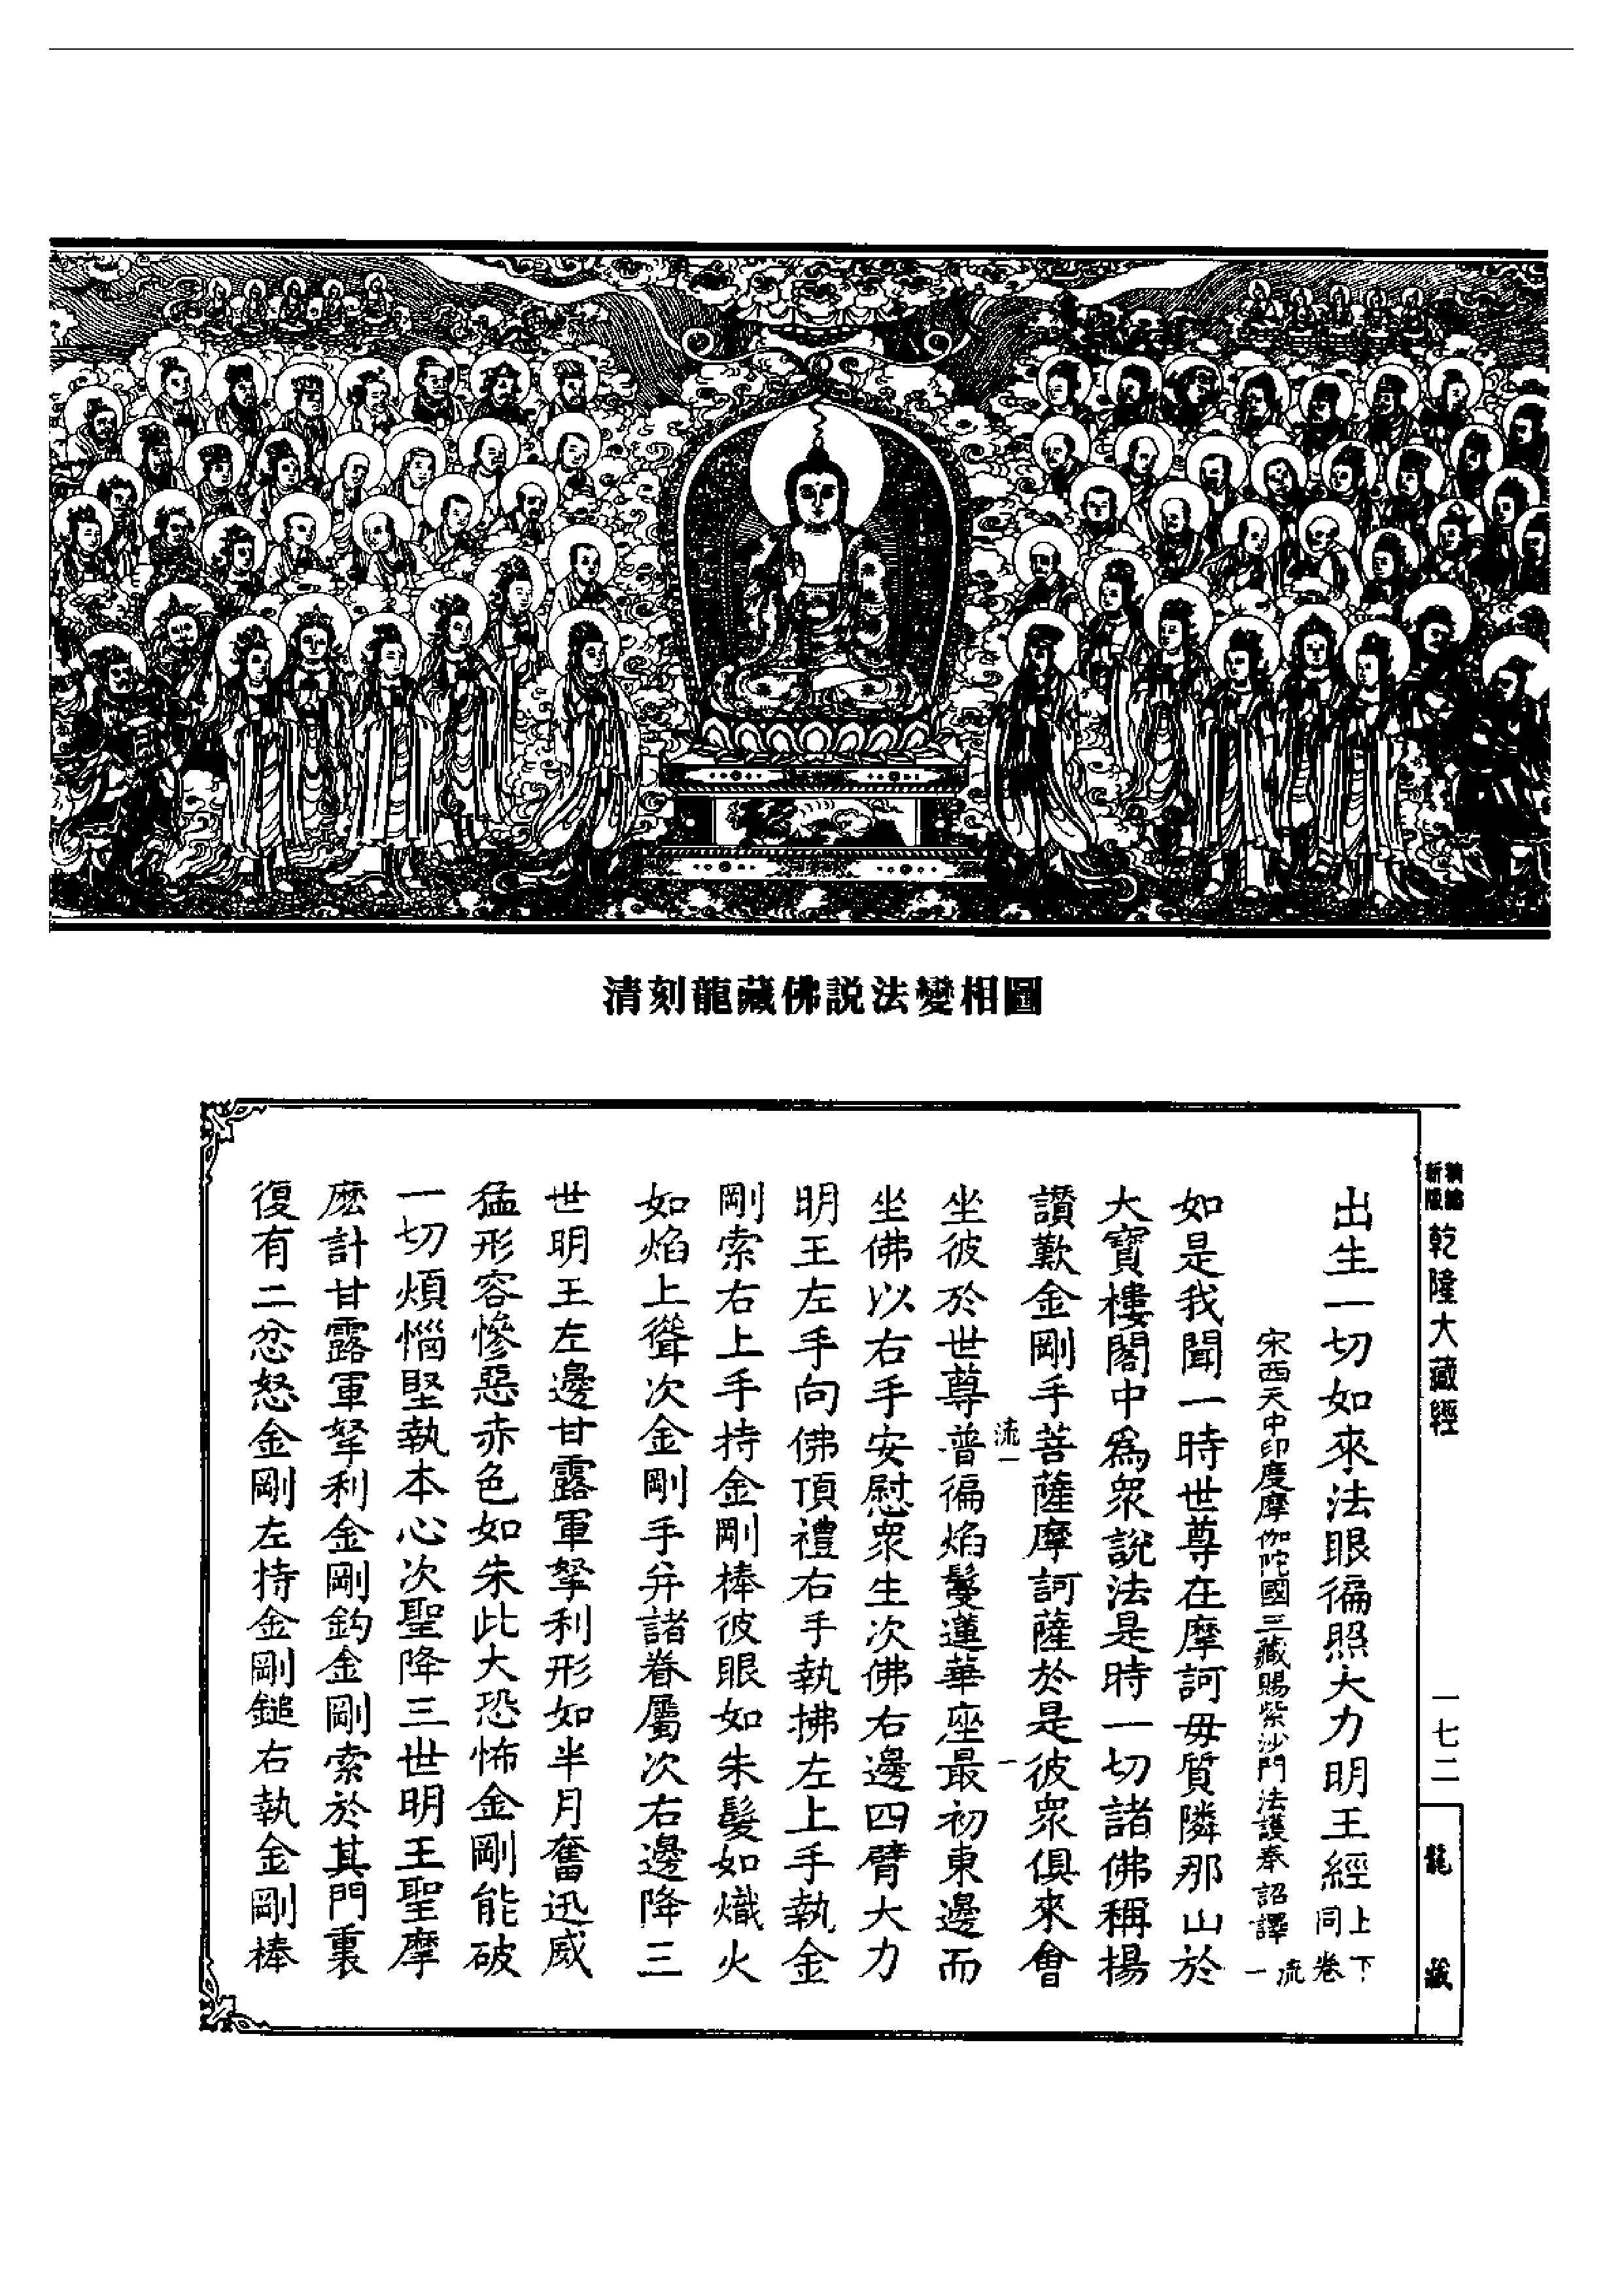 清刻龍藏佛説法變相圖
新編
縮
乾隆大藏經
一七二
龍藏
出生一切如來法眼徧照大力明王經上下同卷
流一
宋西天中印度摩伽陀國三藏賜紫沙門法護奉詔譯
如是我聞一時世尊在摩訶毋質隣那山於
大寶樓閣中為衆説法是時一切諸佛稱揚
讚歎金剛手菩薩摩訶薩於是彼衆俱來會
流一
一
坐彼於世尊普徧焰鬘蓮華座最初東邊而
坐佛以右手安慰衆生次佛右邊四臂大力
明王左手向佛頂禮右手執拂左上手執金
剛索右上手持金剛棒彼眼如朱髮如熾火
如焰上聳次金剛手并諸眷屬次右邊降三
世明王左邊甘露軍拏利形如半月奮迅威
猛形容慘惡赤色如朱此大恐怖金剛能破
一切煩惱堅執本心次聖降三世明王聖摩
麽計甘露軍拏利金剛鈎金剛索於其門裏
復有二忿怒金剛左持金剛鎚右執金剛棒